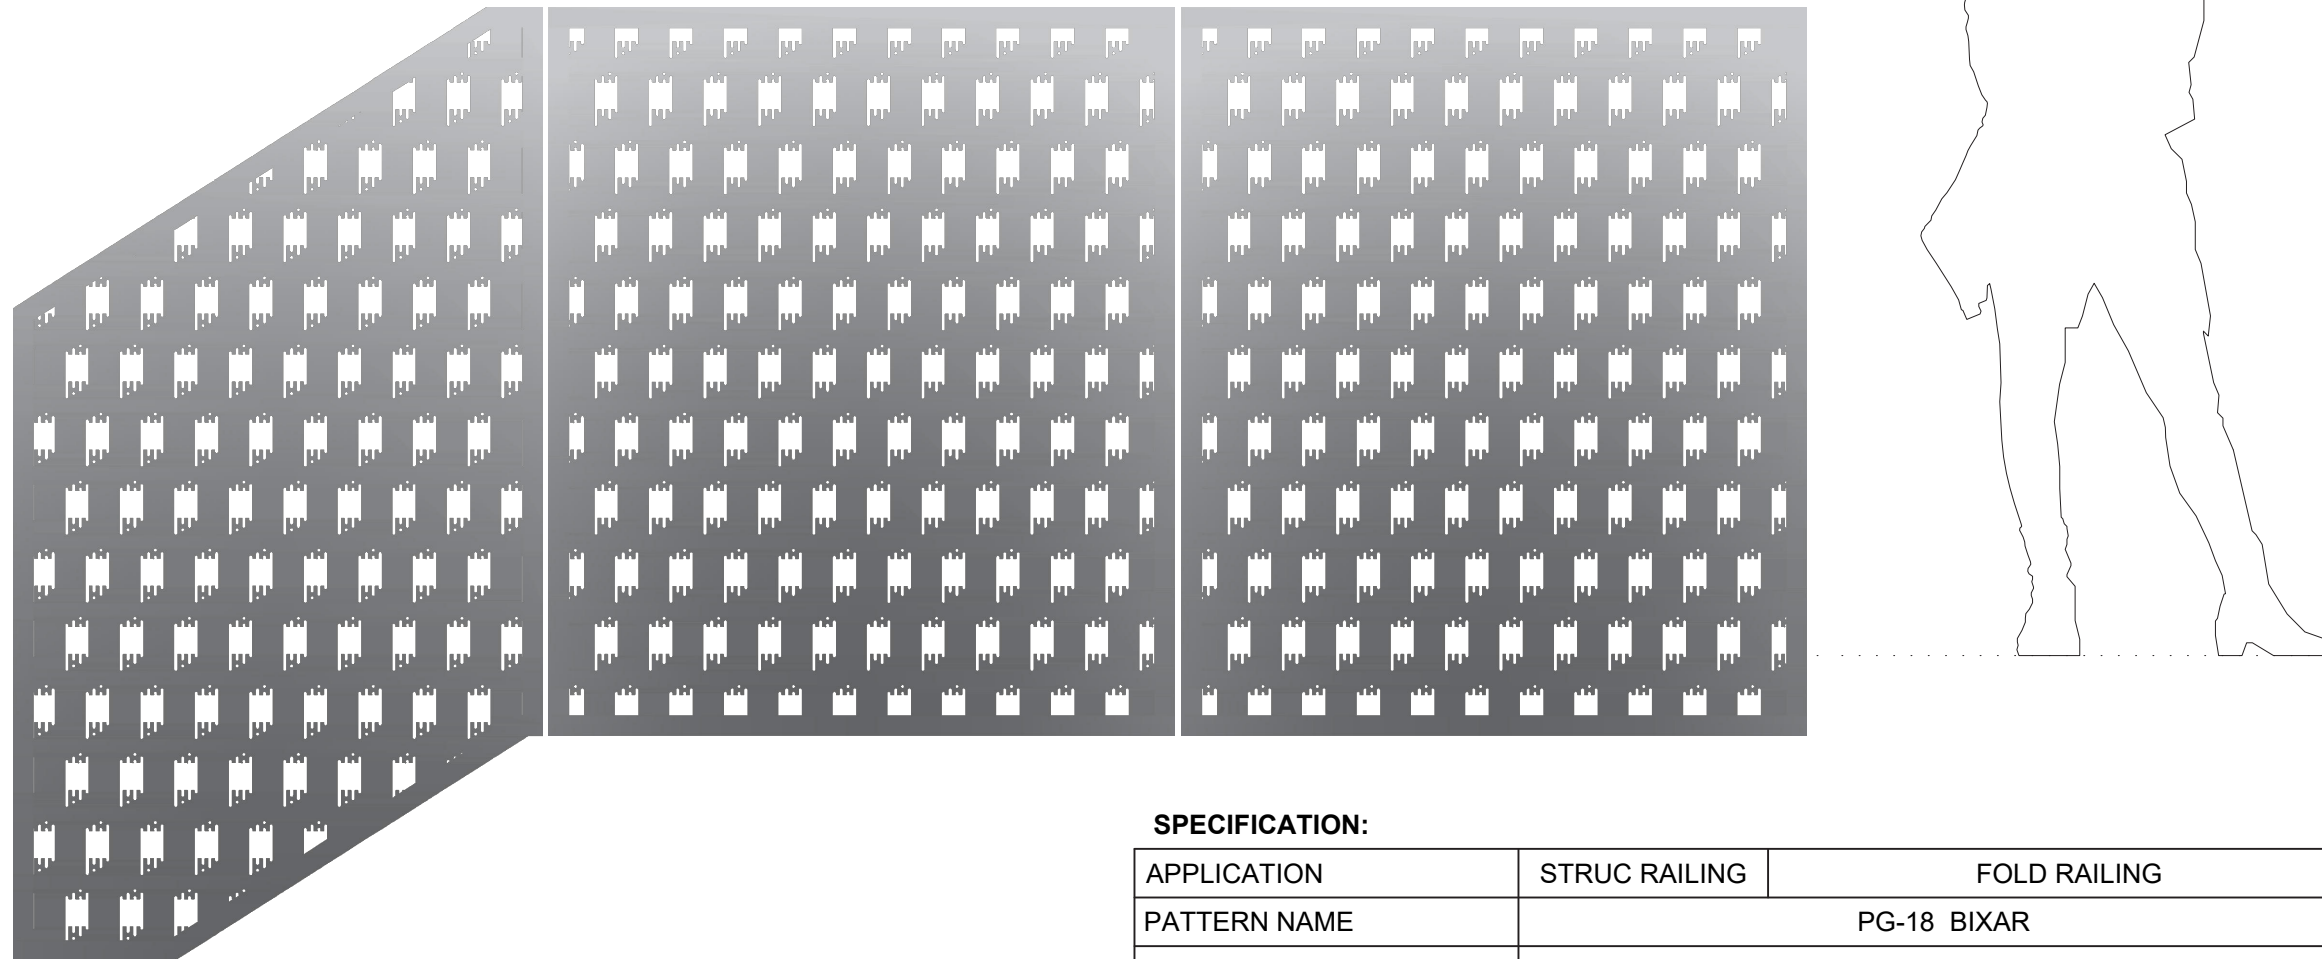 SPECIFICATION:
APPLICATION STRUC RAILING FOLD RAILING
PATTERN NAME PG-18 BIXAR